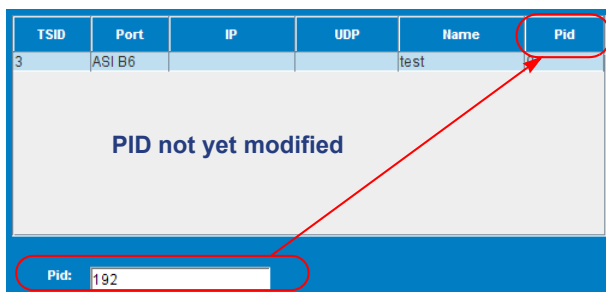 TSID Port IP UDP Name Pid
3 ASI B6 test
PID not yet modified
Pid: 192